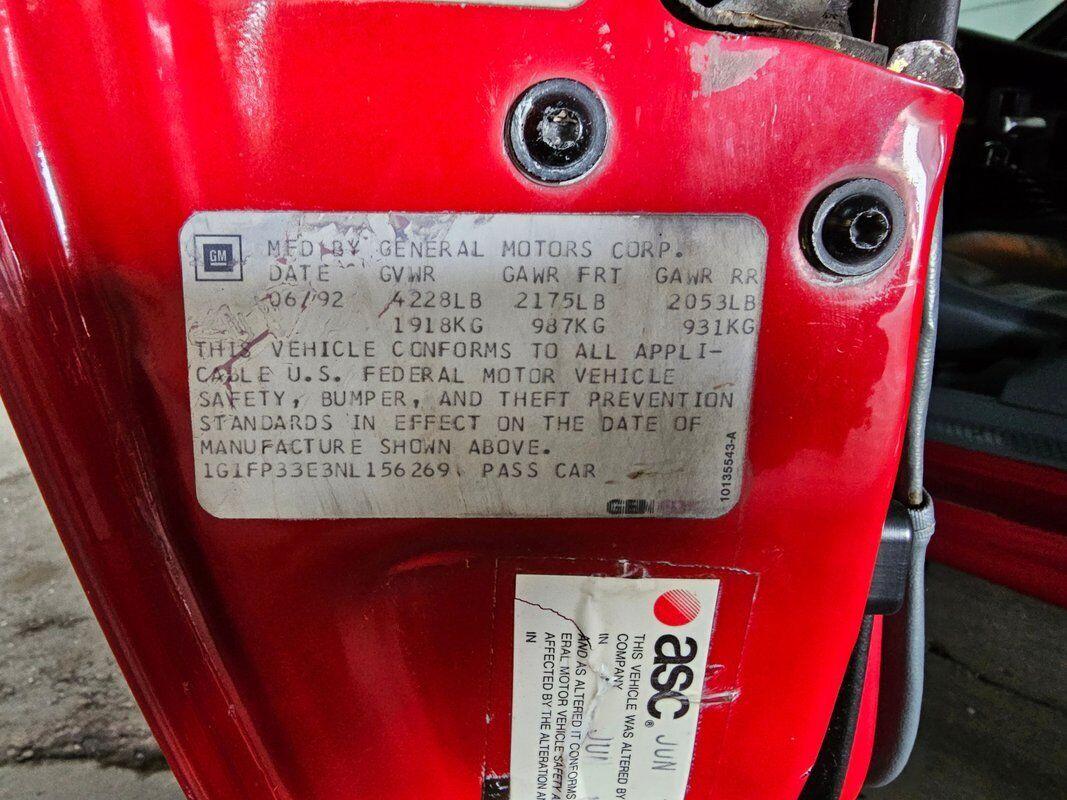 GM
MFD BY GENERAL MOTORS CORP.
DATE GVWR GAWR FRT GAWR RR
06/92 4228LB 2175LB 2053LB
1918KG 987KG 931KG
THIS VEHICLE CONFORMS TO ALL APPLI-
CABLE U.S. FEDERAL MOTOR VEHICLE
SAFETY, BUMPER, AND THEFT PREVENTION
STANDARDS IN EFFECT ON THE DATE OF
MANUFACTURE SHOWN ABOVE.
1G1FP33E3NL156269 PASS CAR
10135543-A
asc®
JUN
THIS VEHICLE WAS ALTERED BY
COMPANY
IN
JUN
AND AS ALTERED IT CONFORMS
ERAL MOTOR VEHICLE SAFETY
AFFECTED BY THE ALTERATION
IN